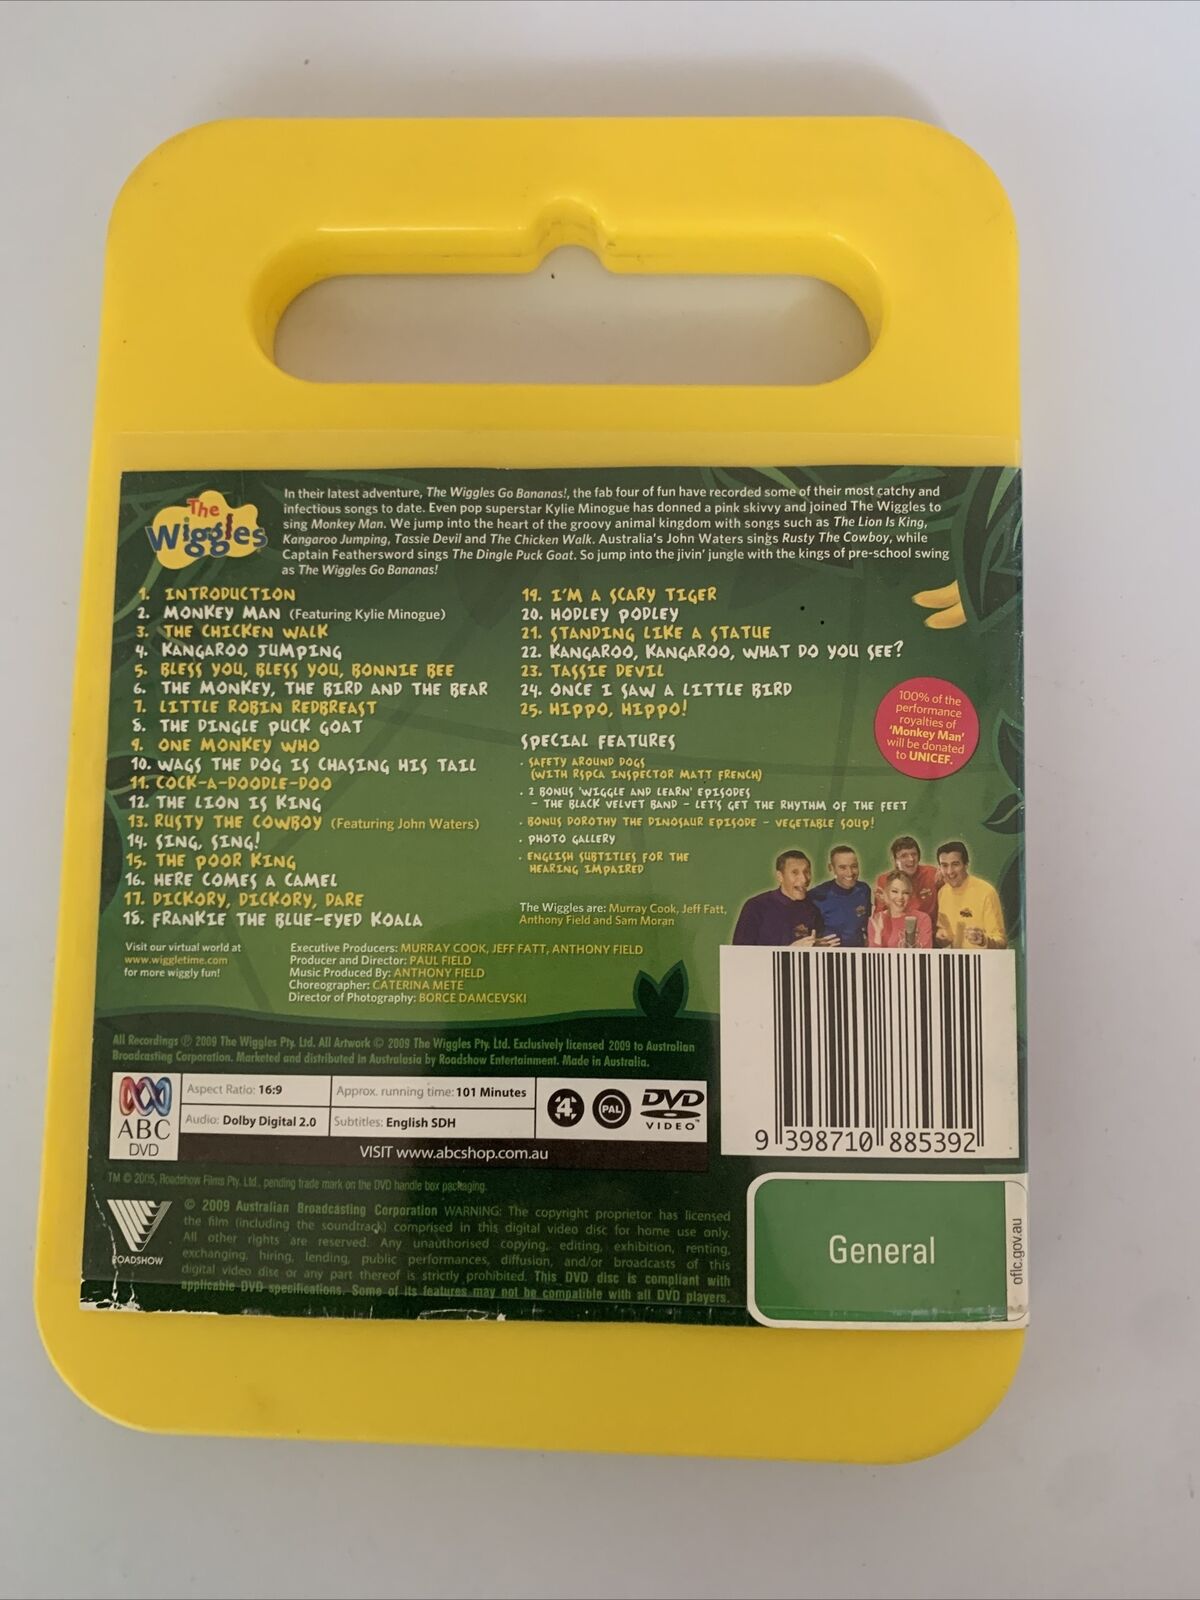 The Wiggles
In their latest adventure, The Wiggles Go Bananas!, the fab four of fun have recorded some of their most catchy and
infectious songs to date. Even pop superstar Kylie Minogue has donned a pink skivvy and joined The Wiggles to
sing Monkey Man. We jump into the heart of the groovy animal kingdom with songs such as The Lion Is King,
Kangaroo Jumping, Tassie Devil and The Chicken Walk. Australia's John Waters sings Rusty The Cowboy, while
Captain Feathersword sings The Dingle Puck Goat. So jump into the jivin' jungle with the kings of pre-school swing
as The Wiggles Go Bananas!
1. INTRODUCTION
2. MONKEY MAN (Featuring Kylie Minogue)
3. THE CHICKEN WALK
4. KANGAROO JUMPING
5. BLESS YOU, BLESS YOU, BONNIE BEE
6. THE MONKEY, THE BIRD AND THE BEAR
7. LITTLE ROBIN REDBREAST
8. THE DINGLE PUCK GOAT
9. ONE MONKEY WHO
10. WAGS THE DOG IS CHASING HIS TAIL
11. COCK-A-DOODLE-DOO
12. THE LION IS KING
13. RUSTY THE COWBOY (Featuring John Waters)
14. SING, SING!
15. THE POOR KING
16. HERE COMES A CAMEL
17. DICKORY, DICKORY, DARE
18. FRANKIE THE BLUE-EYED KOALA
19. I'M A SCARY TIGER
20. HODLEY PODLEY
21. STANDING LIKE A STATUE
22. KANGAROO, KANGAROO, WHAT DO YOU SEE?
23. TASSIE DEVIL
24. ONCE I SAW A LITTLE BIRD
25. HIPPO, HIPPO!
SPECIAL FEATURES
· SAFETY AROUND DOGS
(WITH RSPCA INSPECTOR MATT FRENCH)
· 2 BONUS 'WIGGLE AND LEARN' EPISODES
- THE BLACK VELVET BAND - LET'S GET THE RHYTHM OF THE FEET
· BONUS DOROTHY THE DINOSAUR EPISODE - VEGETABLE SOUP!
· PHOTO GALLERY
· ENGLISH SUBTITLES FOR THE
HEARING IMPAIRED
100% of the
performance
royalties of
'Monkey Man'
will be donated
to UNICEF.
The Wiggles are: Murray Cook, Jeff Fatt,
Anthony Field and Sam Moran
Visit our virtual world at
www.wiggletime.com
for more wiggly fun!
Executive Producers: MURRAY COOK, JEFF FATT, ANTHONY FIELD
Producer and Director: PAUL FIELD
Music Produced By: ANTHONY FIELD
Choreographer: CATERINA METE
Director of Photography: BORCE DAMCEVSKI
All Recordings ℗ 2009 The Wiggles Pty. Ltd. All Artwork © 2009 The Wiggles Pty. Ltd. Exclusively licensed 2009 to Australian
Broadcasting Corporation. Marketed and distributed in Australasia by Roadshow Entertainment. Made in Australia.
ABC
DVD
Aspect Ratio: 16:9
Approx. running time: 101 Minutes
Audio: Dolby Digital 2.0
Subtitles: English SDH
4
PAL
DVD
VIDEO™
VISIT www.abcshop.com.au
9 398710 885392
TM © 2005, Roadshow Films Pty. Ltd., pending trade mark on the DVD handle box packaging.
ROADSHOW
© 2009 Australian Broadcasting Corporation WARNING: The copyright proprietor has licensed
the film (including the soundtrack) comprised in this digital video disc for home use only.
All other rights are reserved. Any unauthorised copying, editing, exhibition, renting,
exchanging, hiring, lending, public performances, diffusion, and/or broadcasts of this
digital video disc or any part thereof is strictly prohibited. This DVD disc is compliant with
applicable DVD specifications. Some of its features may not be compatible with all DVD players.
General
oflc.gov.au